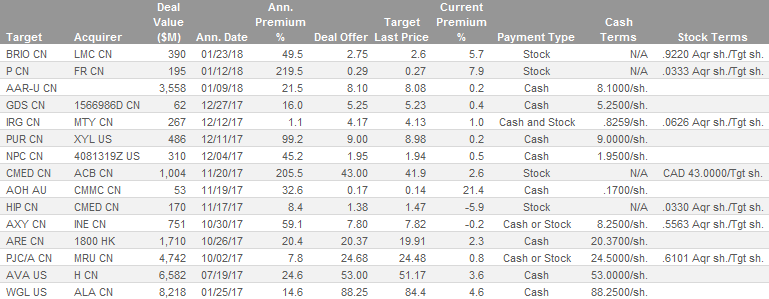 Target Acquirer Deal Value ($M) Ann. Date Ann. Premium % Deal Offer Target Last Price Current Premium % Payment Type Cash Terms Stock Terms
BRIO CN LMC CN 390 01/23/18 49.5 2.75 2.6 5.7 Stock N/A .9220 Aqr sh./Tgt sh.
P CN FR CN 195 01/12/18 219.5 0.29 0.27 7.9 Stock N/A .0333 Aqr sh./Tgt sh.
AAR-U CN 3,558 01/09/18 21.5 8.10 8.08 0.2 Cash 8.1000/sh.
GDS CN 1566986D CN 62 12/27/17 16.0 5.25 5.23 0.4 Cash 5.2500/sh.
IRG CN MTY CN 267 12/12/17 1.1 4.17 4.13 1.0 Cash and Stock .8259/sh. .0626 Aqr sh./Tgt sh.
PUR CN XYL US 486 12/11/17 99.2 9.00 8.98 0.2 Cash 9.0000/sh.
NPC CN 4081319Z US 310 12/04/17 45.2 1.95 1.94 0.5 Cash 1.9500/sh.
CMED CN ACB CN 1,004 11/20/17 205.5 43.00 41.9 2.6 Stock N/A CAD 43.0000/Tgt sh.
AOH AU CMMC CN 53 11/19/17 32.6 0.17 0.14 21.4 Cash .1700/sh.
HIP CN CMED CN 170 11/17/17 8.4 1.38 1.47 -5.9 Stock N/A .0330 Aqr sh./Tgt sh.
AXY CN INE CN 751 10/30/17 59.1 7.80 7.82 -0.2 Cash or Stock 8.2500/sh. .5563 Aqr sh./Tgt sh.
ARE CN 1800 HK 1,710 10/26/17 20.4 20.37 19.91 2.3 Cash 20.3700/sh.
PJC/A CN MRU CN 4,742 10/02/17 7.8 24.68 24.48 0.8 Cash or Stock 24.5000/sh. .6101 Aqr sh./Tgt sh.
AVA US H CN 6,582 07/19/17 24.6 53.00 51.17 3.6 Cash 53.0000/sh.
WGL US ALA CN 8,218 01/25/17 14.6 88.25 84.4 4.6 Cash 88.2500/sh.